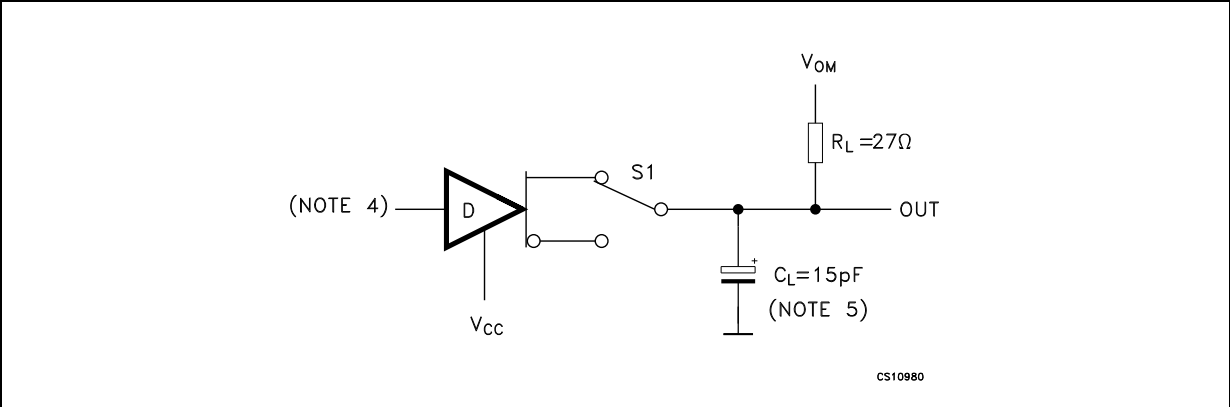 VOM
RL=27Ω
S1
(NOTE 4)
D
OUT
+
CL=15pF
(NOTE 5)
VCC
CS10980